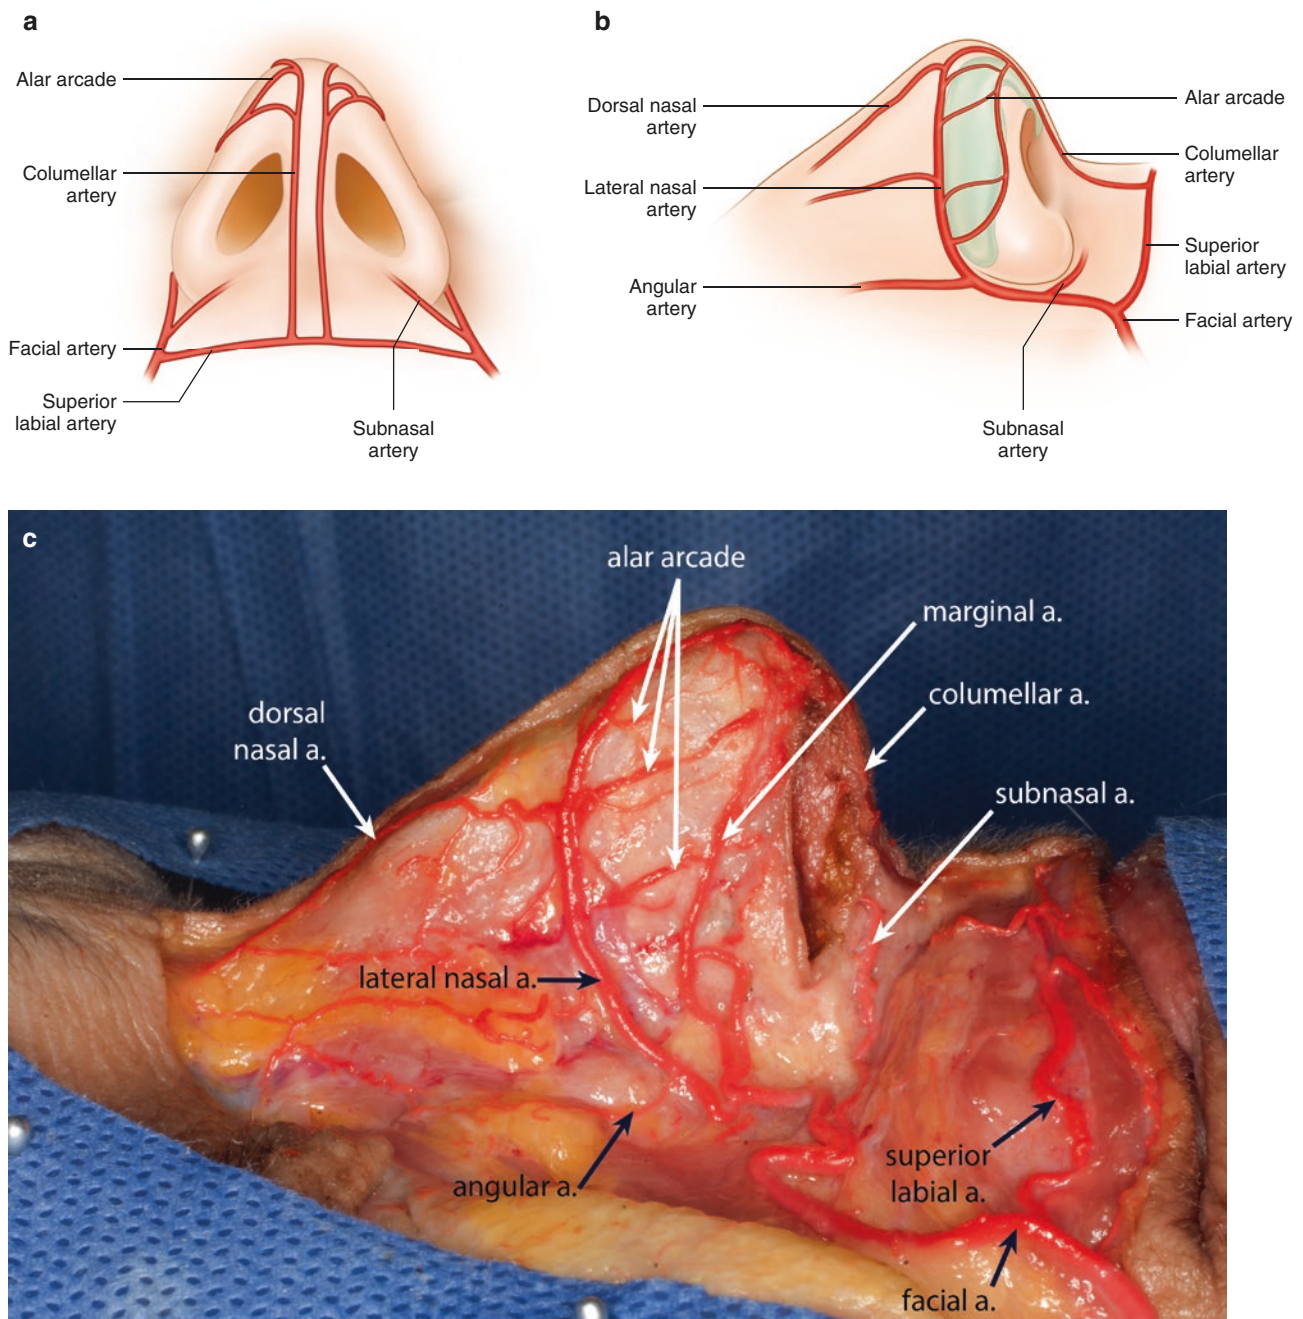 a
Alar arcade
Columellar
artery
Facial artery
Superior
labial artery
Subnasal
artery
b
Dorsal nasal
artery
Lateral nasal
artery
Angular
artery
Alar arcade
Columellar
artery
Superior
labial artery
Facial artery
Subnasal
artery
c
alar arcade
marginal a.
columellar a.
dorsal
nasal a.
subnasal a.
lateral nasal a.
angular a.
superior
labial a.
facial a.